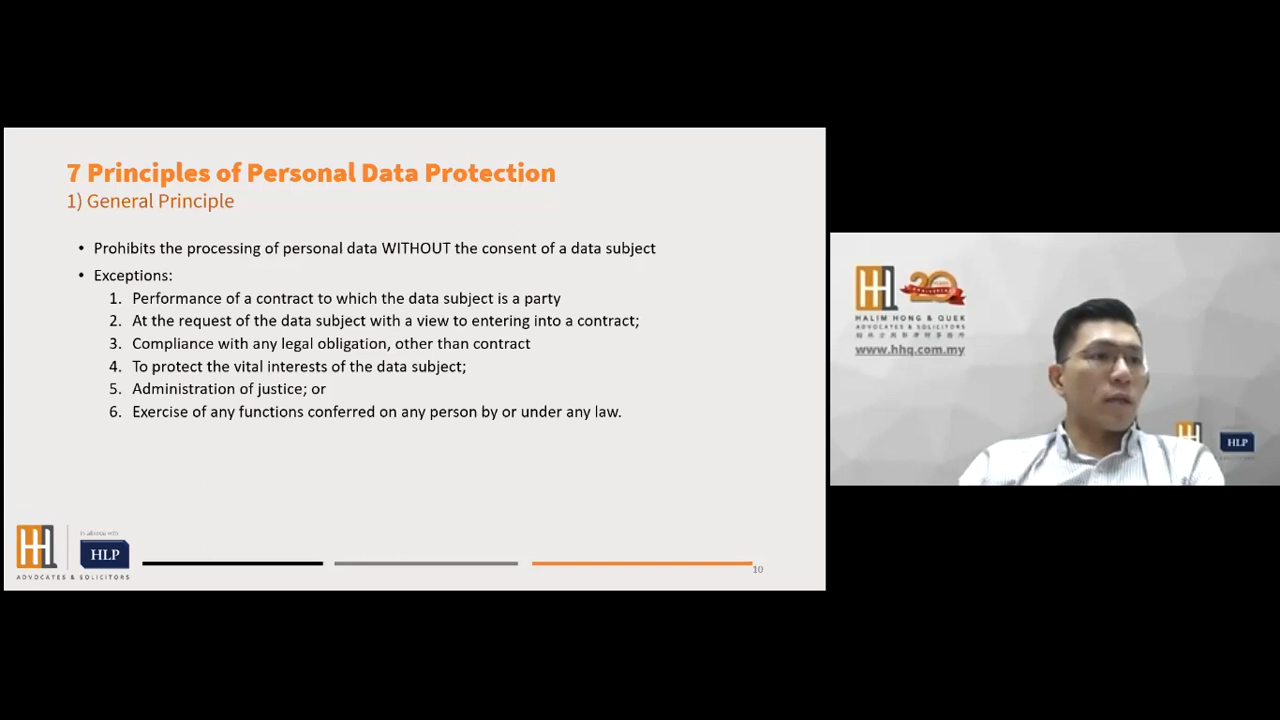 7 Principles of Personal Data Protection
1) General Principle
• Prohibits the processing of personal data WITHOUT the consent of a data subject
• Exceptions:
1. Performance of a contract to which the data subject is a party
2. At the request of the data subject with a view to entering into a contract;
3. Compliance with any legal obligation, other than contract
4. To protect the vital interests of the data subject;
5. Administration of justice; or
6. Exercise of any functions conferred on any person by or under any law.
HLP
ADVOCATES & SOLICITORS
10
20
HALIM HONG & QUEK
ADVOCATES & SOLICITORS
www.hhq.com.my
HLP